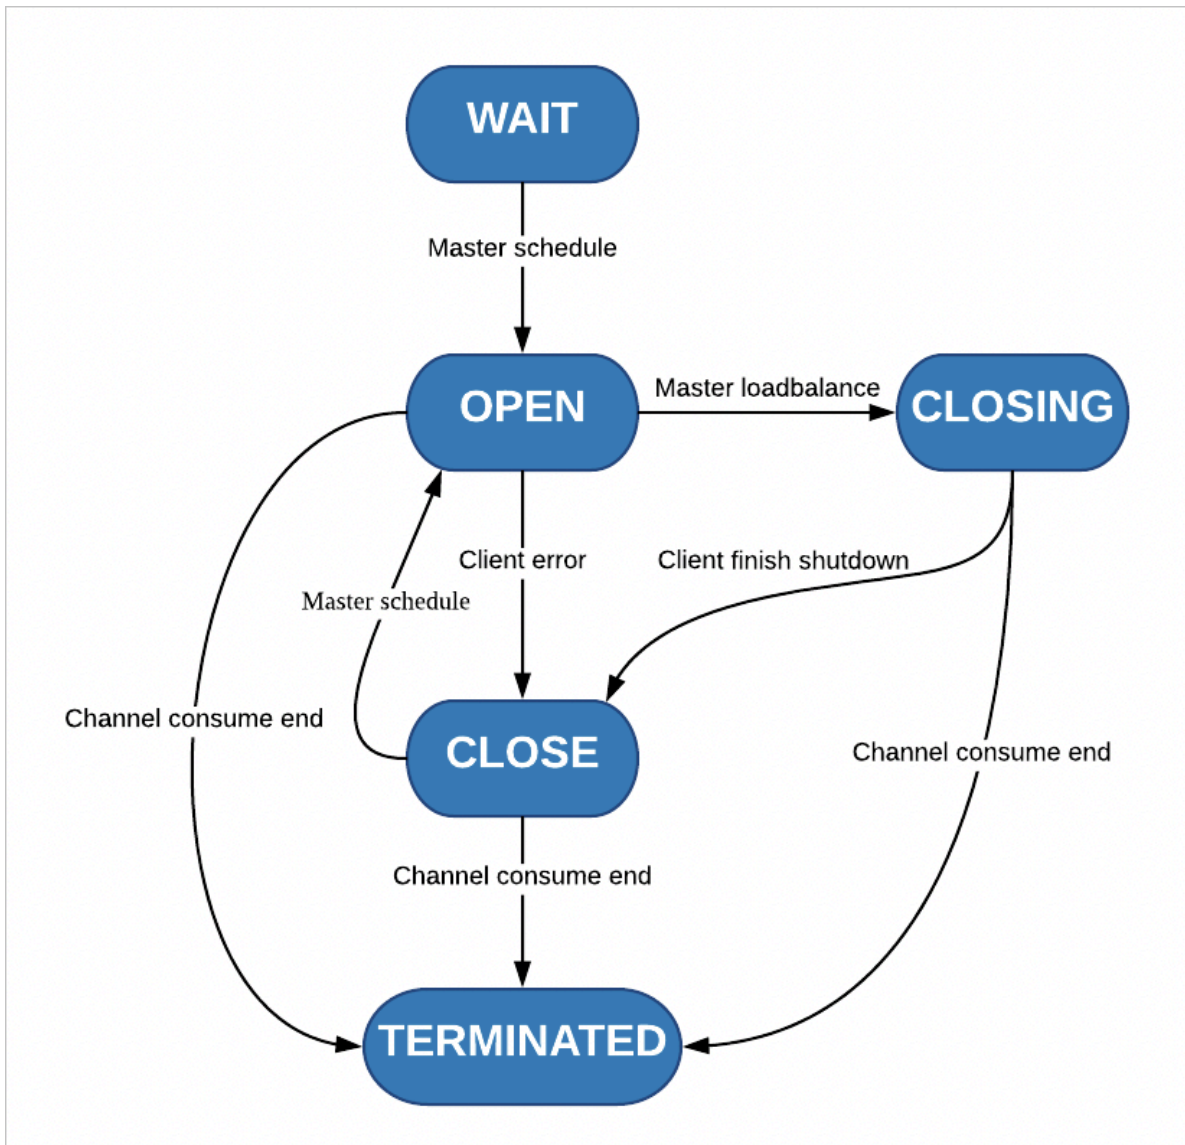 WAIT
Master schedule
OPEN
Master loadbalance
CLOSING
Client error
Client finish shutdown
Master schedule
Channel consume end
CLOSE
Channel consume end
Channel consume end
TERMINATED